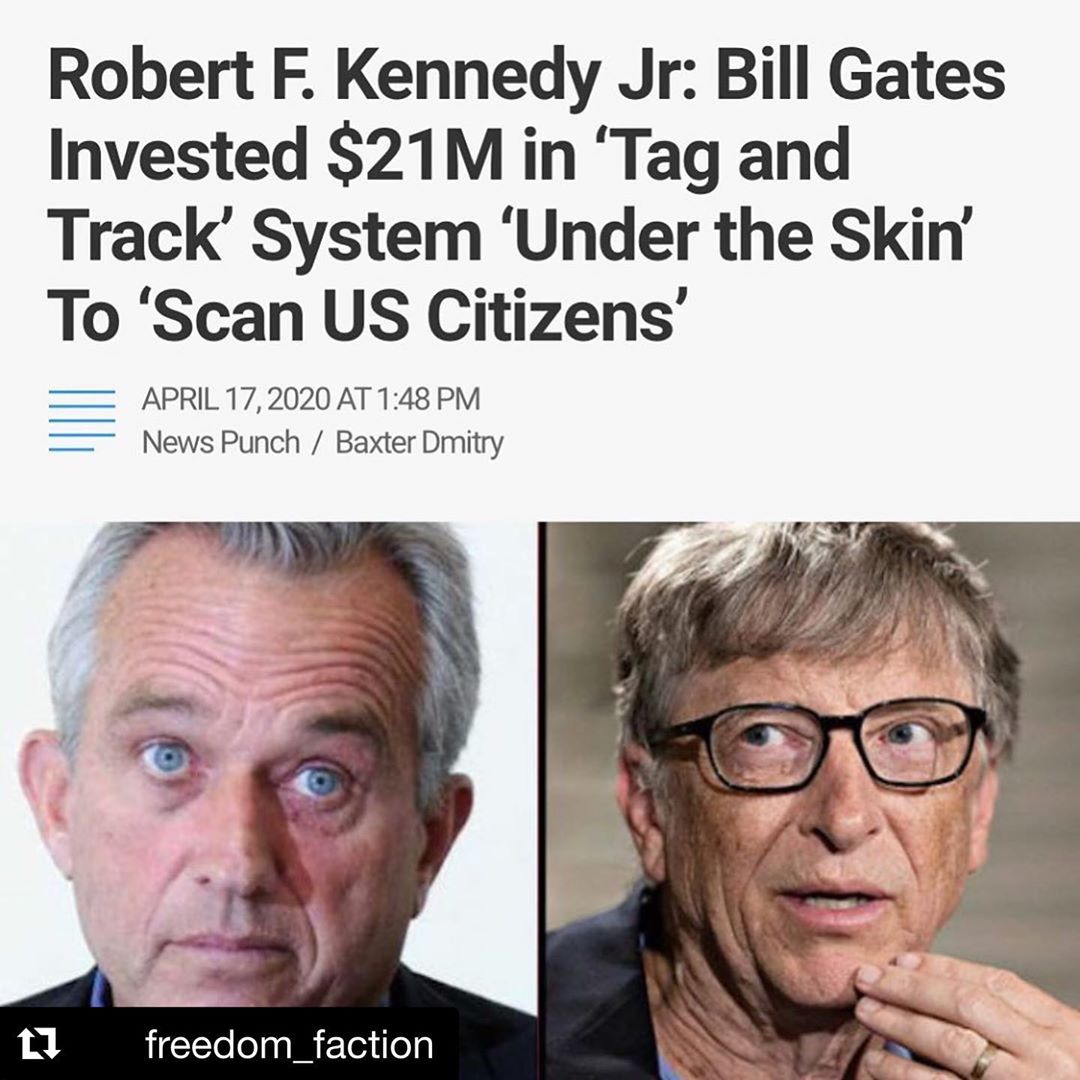 Robert F. Kennedy Jr: Bill Gates
Invested $21M in ‘Tag and
Track’ System ‘Under the Skin’
To ‘Scan US Citizens’
APRIL 17, 2020 AT 1:48 PM
News Punch / Baxter Dmitry
freedom_faction